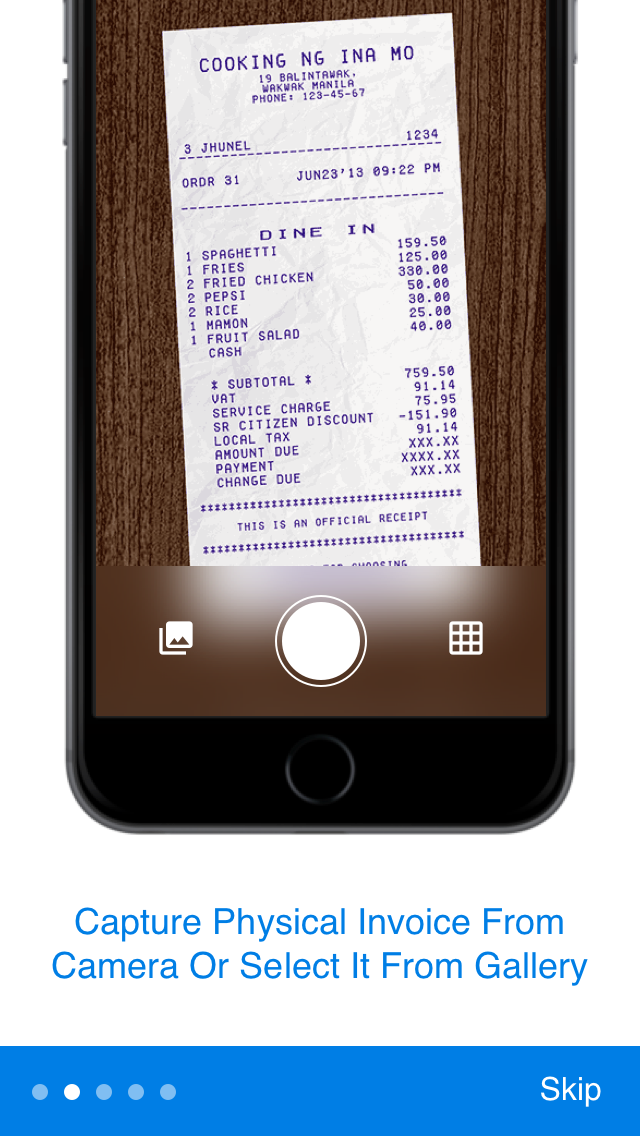 COOKING NG INA MO
19 BALINTAWAK,
WAKWAK MANILA
PHONE: 123-45-67
3 JHUNEL 1234
ORDR 31 JUN23'13 09:22 PM
DINE IN
1 SPAGHETTI 159.50
1 FRIES 125.00
2 FRIED CHICKEN 330.00
2 PEPSI 50.00
2 RICE 30.00
1 MAMON 25.00
1 FRUIT SALAD 40.00
CASH
* SUBTOTAL * 759.50
VAT 91.14
SERVICE CHARGE 75.95
SR CITIZEN DISCOUNT -151.90
LOCAL TAX 91.14
AMOUNT DUE XXX.XX
PAYMENT XXXX.XX
CHANGE DUE XXX.XX
****************************************
THIS IS AN OFFICIAL RECEIPT
****************************************
FOR CHOOSING
Capture Physical Invoice From
Camera Or Select It From Gallery
Skip